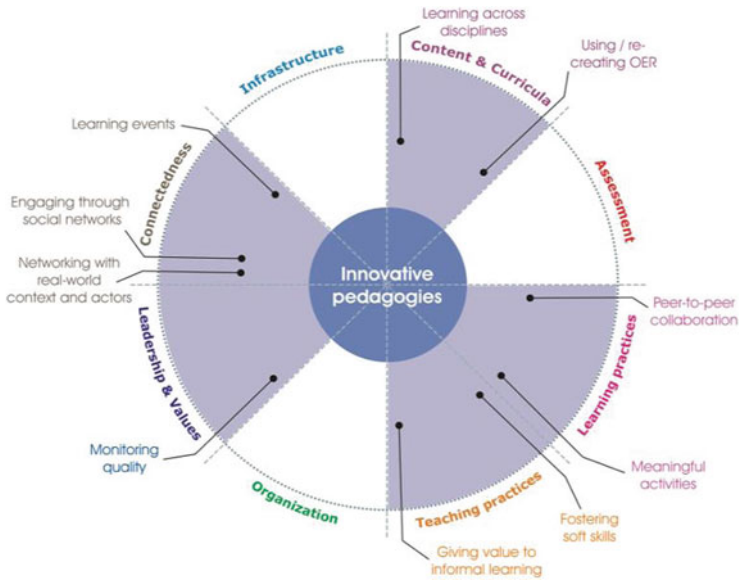 Learning across
disciplines
Content & Curricula
Using / re-
creating OER
Infrastructure
Learning events
Connectedness
Assessment
Engaging through
social networks
Networking with
real-world
context and actors
Innovative
pedagogies
Peer-to-peer
collaboration
Leadership & Values
Learning practices
Monitoring
quality
Meaningful
activities
Organization
Teaching practices
Fostering
soft skills
Giving value to
informal learning